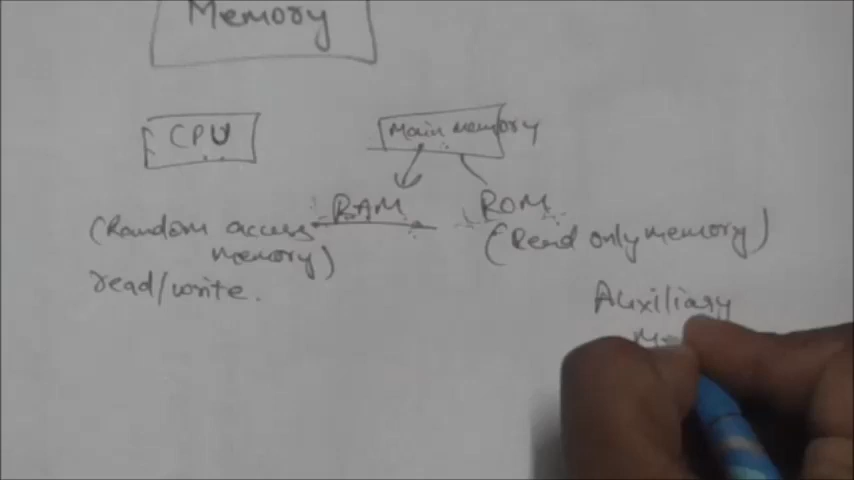 Memory
CPU
Main memory
RAM
ROM
(Random access
memory)
read/write.
(Read only memory)
Auxiliary